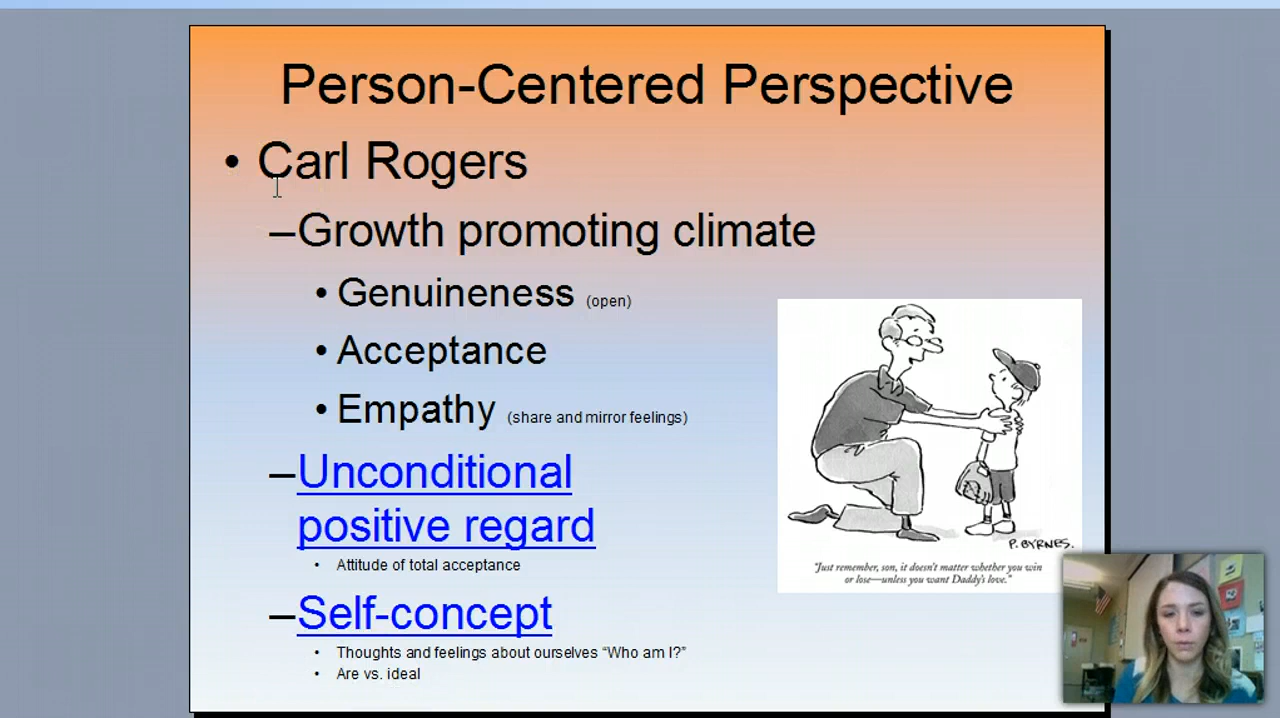 Person-Centered Perspective
• Carl Rogers
–Growth promoting climate
• Genuineness (open)
• Acceptance
• Empathy (share and mirror feelings)
–Unconditional
positive regard
• Attitude of total acceptance
–Self-concept
• Thoughts and feelings about ourselves “Who am I?”
• Are vs. ideal
P. BYRNES.
"Just remember, son, it doesn't matter whether you win
or lose—unless you want Daddy's love."